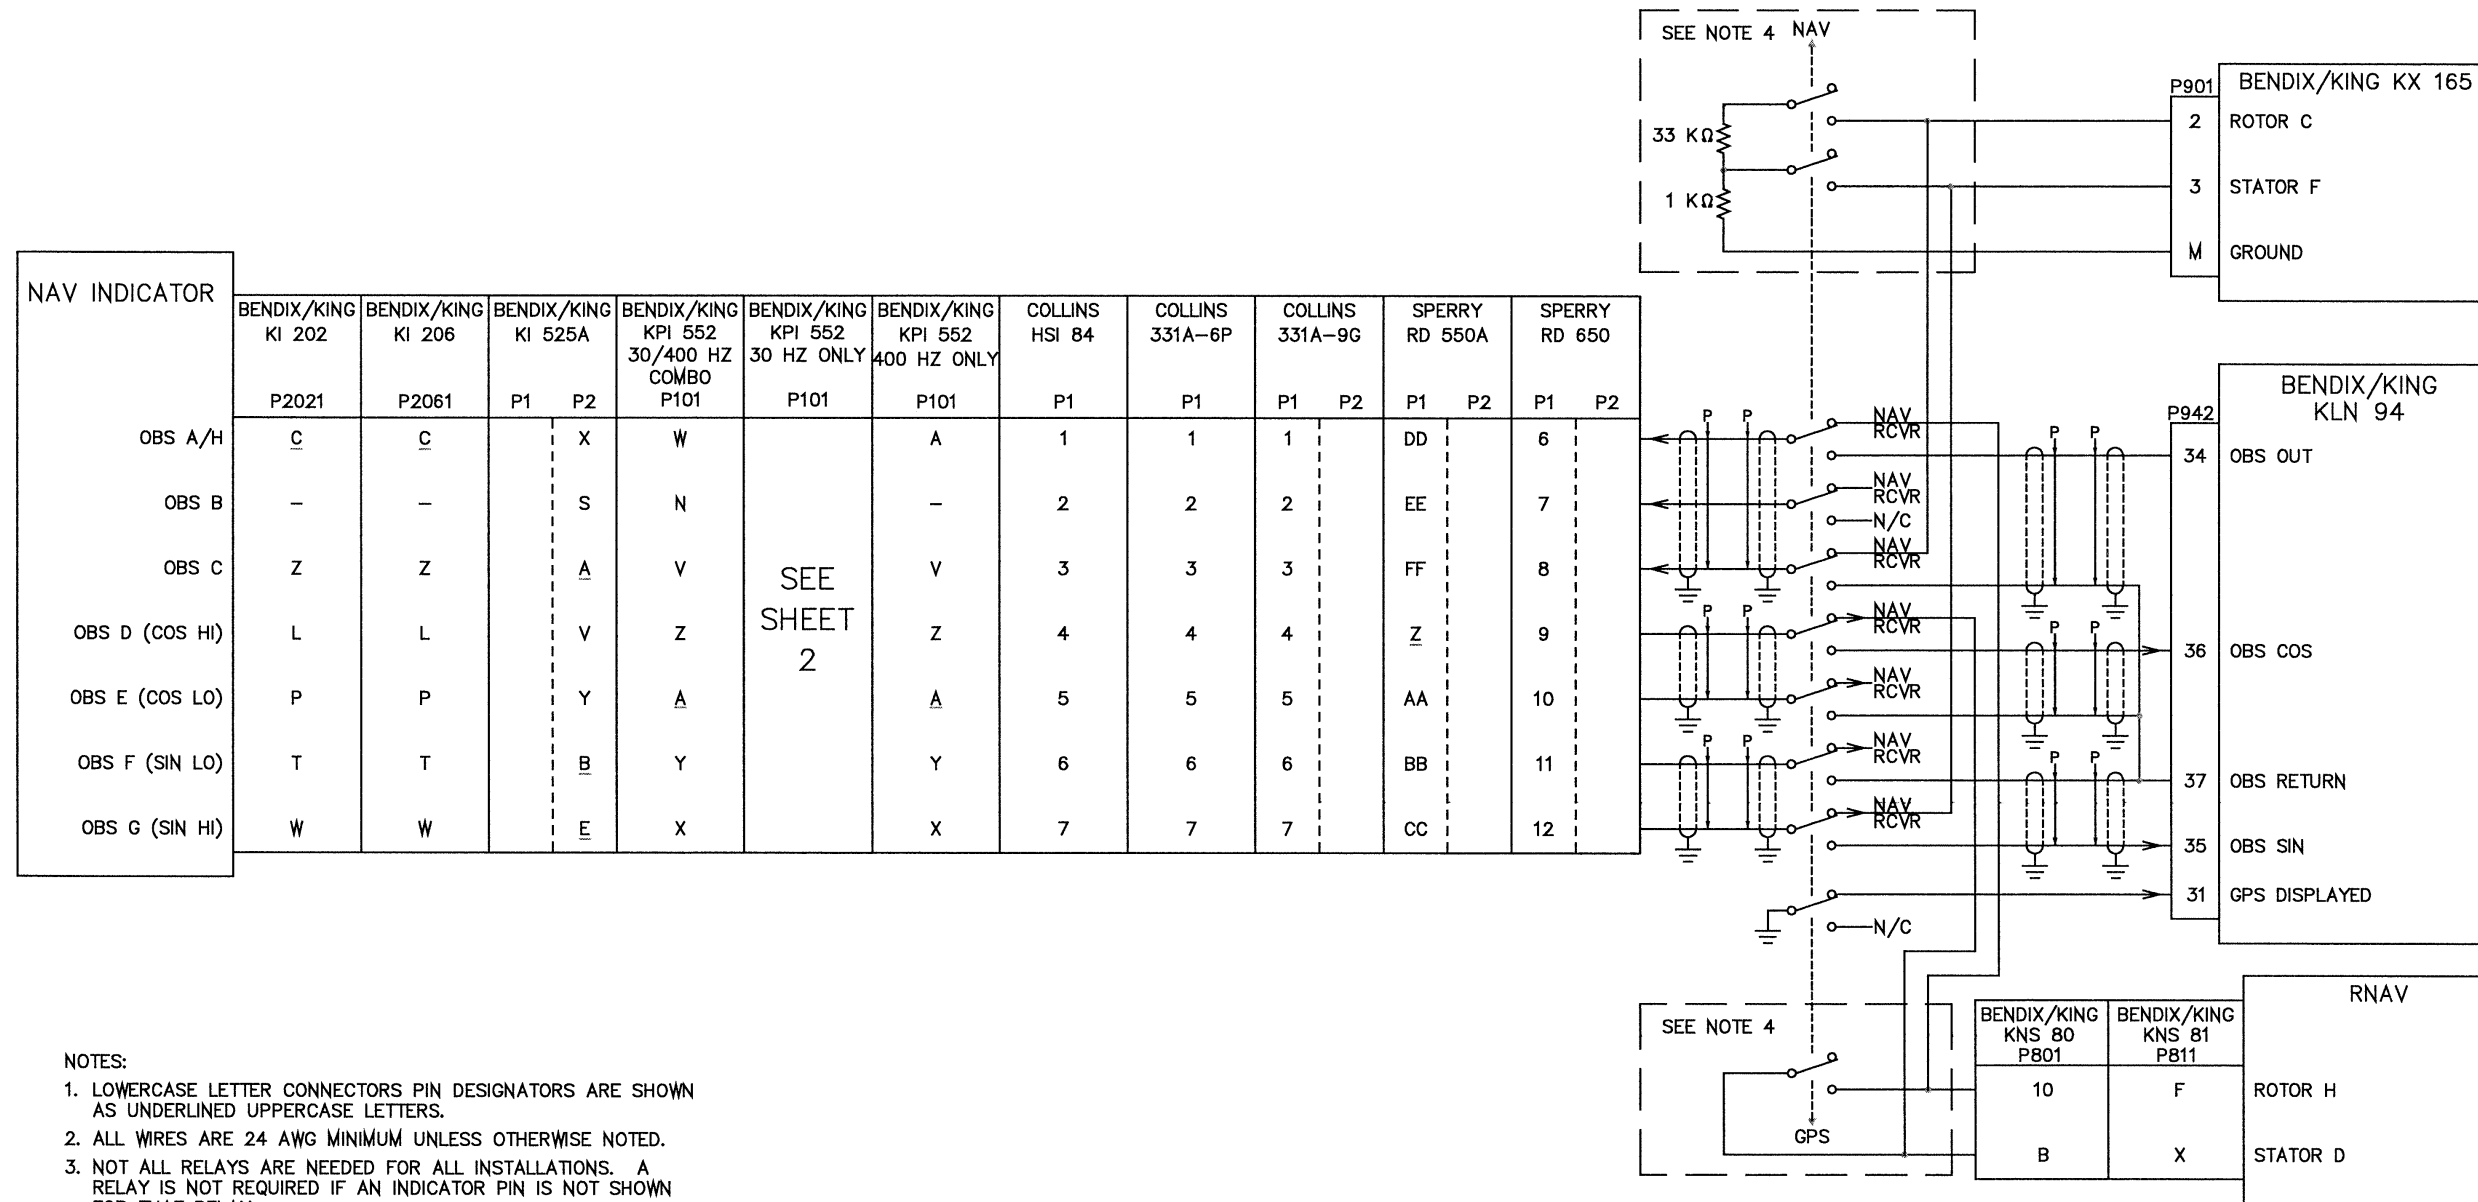 SEE NOTE 4 NAV
33 KΩ
1 KΩ
P901 BENDIX/KING KX 165
2 ROTOR C
3 STATOR F
M GROUND
NAV INDICATOR
BENDIX/KING KI 202 P2021
BENDIX/KING KI 206 P2061
BENDIX/KING KI 525A P1 P2
BENDIX/KING KPI 552 30/400 HZ COMBO P101
BENDIX/KING KPI 552 30 HZ ONLY P101
BENDIX/KING KPI 552 400 HZ ONLY P101
COLLINS HSI 84 P1
COLLINS 331A-6P P1
COLLINS 331A-9G P1 P2
SPERRY RD 550A P1 P2
SPERRY RD 650 P1 P2
OBS A/H C C X W A 1 1 1 DD 6
OBS B – – S N – 2 2 2 EE 7
OBS C Z Z A V V 3 3 3 FF 8
OBS D (COS HI) L L V Z Z 4 4 4 Z 9
OBS E (COS LO) P P Y A A 5 5 5 AA 10
OBS F (SIN LO) T T B Y Y 6 6 6 BB 11
OBS G (SIN HI) W W E X X 7 7 7 CC 12
SEE
SHEET
2
P P
NAV
RCVR
NAV
RCVR
N/C
NAV
RCVR
P P
NAV
RCVR
NAV
RCVR
P P
NAV
RCVR
NAV
RCVR
N/C
P P
P P
P P
BENDIX/KING
KLN 94
P942
34 OBS OUT
36 OBS COS
37 OBS RETURN
35 OBS SIN
31 GPS DISPLAYED
SEE NOTE 4
GPS
RNAV
BENDIX/KING KNS 80 P801
BENDIX/KING KNS 81 P811
10 F ROTOR H
B X STATOR D
NOTES:
1. LOWERCASE LETTER CONNECTORS PIN DESIGNATORS ARE SHOWN
AS UNDERLINED UPPERCASE LETTERS.
2. ALL WIRES ARE 24 AWG MINIMUM UNLESS OTHERWISE NOTED.
3. NOT ALL RELAYS ARE NEEDED FOR ALL INSTALLATIONS. A
RELAY IS NOT REQUIRED IF AN INDICATOR PIN IS NOT SHOWN